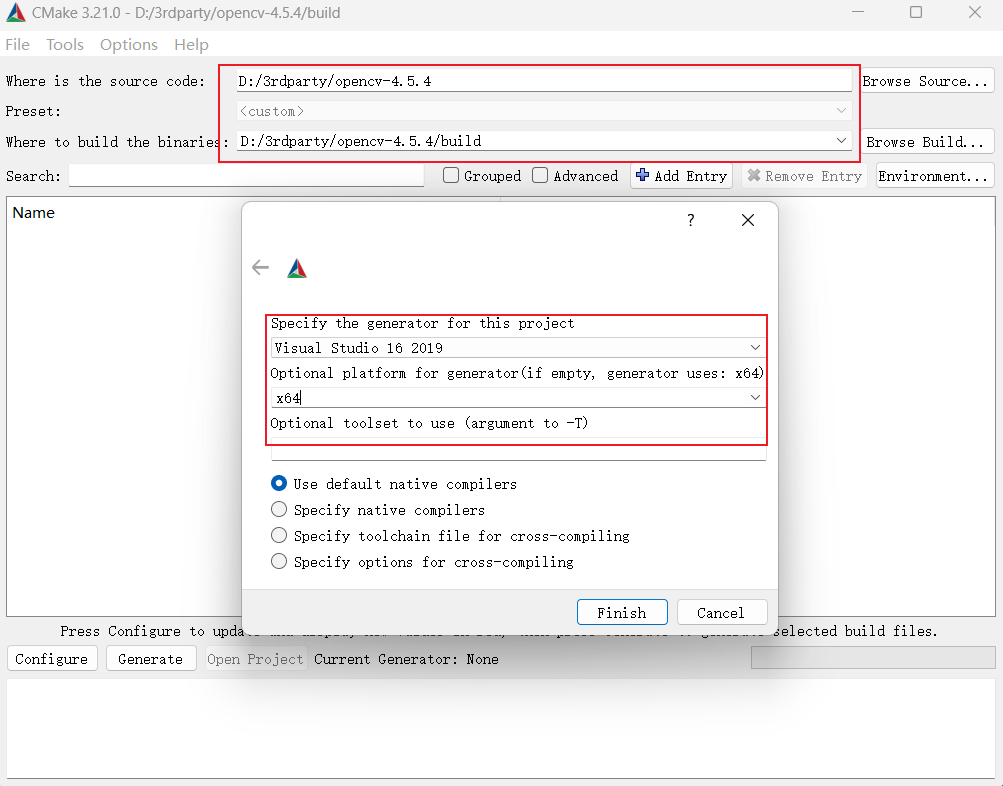 CMake 3.21.0 - D:/3rdparty/opencv-4.5.4/build
File Tools Options Help
Where is the source code: D:/3rdparty/opencv-4.5.4 Browse Source...
Preset: <custom>
Where to build the binaries: D:/3rdparty/opencv-4.5.4/build Browse Build...
Search: Grouped Advanced Add Entry Remove Entry Environment...
Name
?
Specify the generator for this project
Visual Studio 16 2019
Optional platform for generator(if empty, generator uses: x64)
x64
Optional toolset to use (argument to -T)
Use default native compilers
Specify native compilers
Specify toolchain file for cross-compiling
Specify options for cross-compiling
Finish Cancel
Press Configure to selected build files.
Configure Generate Open Project Current Generator: None